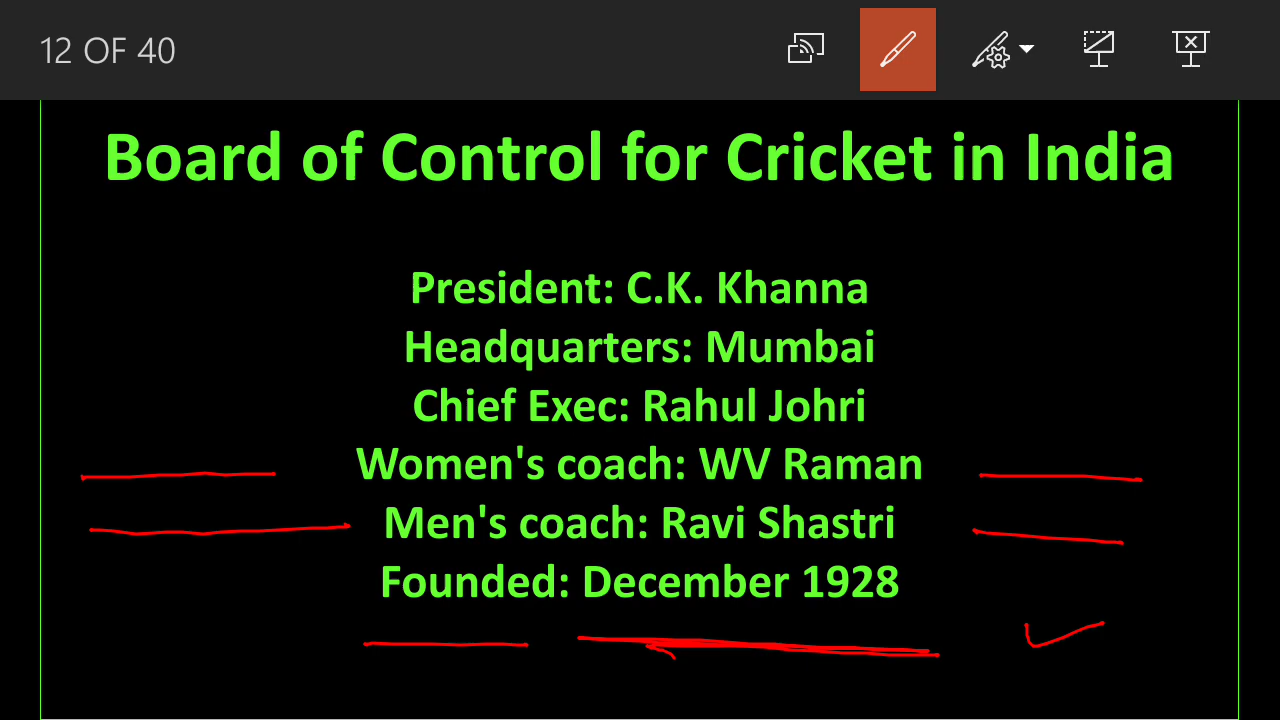 12 OF 40
Board of Control for Cricket in India
President: C.K. Khanna
Headquarters: Mumbai
Chief Exec: Rahul Johri
Women's coach: WV Raman
Men's coach: Ravi Shastri
Founded: December 1928